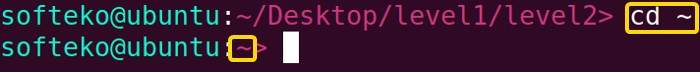 softeko@ubuntu:~/Desktop/level1/level2> cd ~
softeko@ubuntu:~>